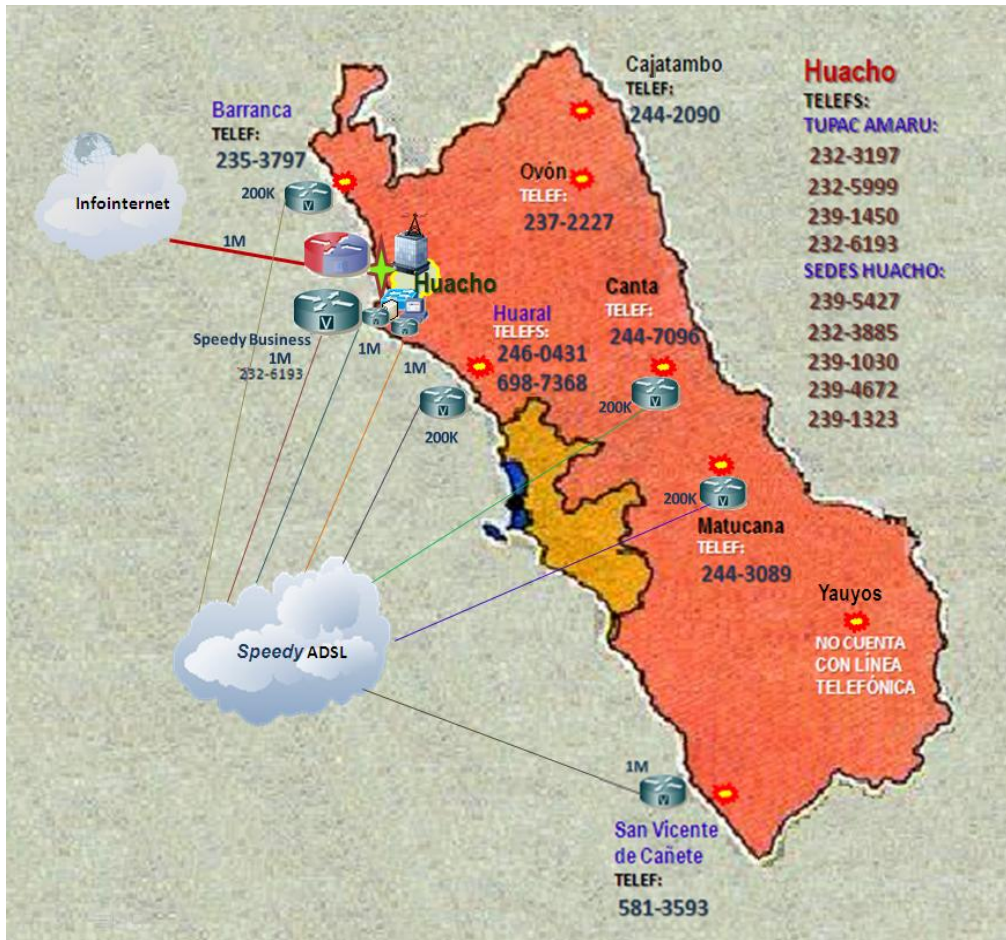 Cajatambo
TELEF:
244-2090
Huacho
TELEFS:
TUPAC AMARU:
232-3197
232-5999
239-1450
232-6193
SEDES HUACHO:
239-5427
232-3885
239-1030
239-4672
239-1323
Barranca
TELEF:
235-3797
200K
V
Infointernet
1M
Ovón
TELEF:
237-2227
Huacho
V
Speedy Business
1M
232-6193
1M
1M
Huaral
TELEFS:
246-0431
698-7368
V
200K
Canta
TELEF:
244-7096
200K
V
200K
V
Matucana
TELEF:
244-3089
Yauyos
NO CUENTA
CON LÍNEA
TELEFÓNICA
Speedy ADSL
1M
V
San Vicente
de Cañete
TELEF:
581-3593